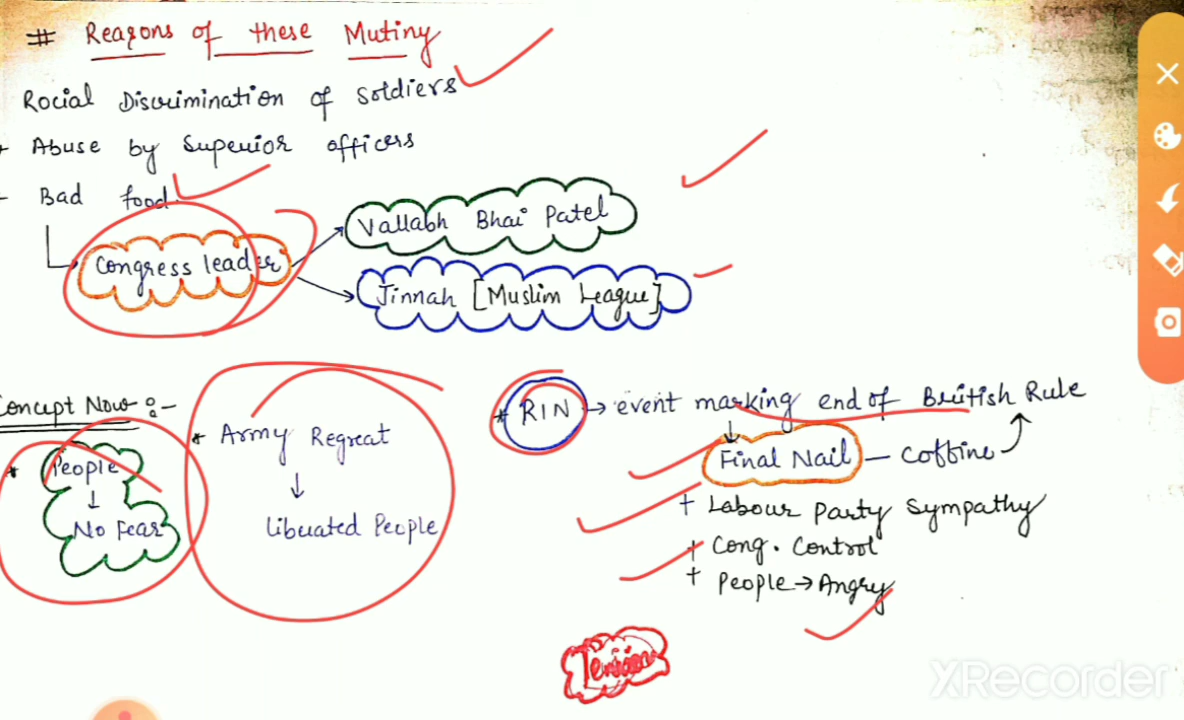 # Reasons of these Mutiny
Rocial Discrimination of Soldiers
+ Abuse by Superior officers
- Bad food.
Congress leader
Vallabh Bhai Patel
Jinnah [Muslim League]
Concept Now :-
* People
↓
No Fear
* Army Regreat
↓
Liberated People
* RIN → event marking end of British Rule
↓
Final Nail – Coffine
+ Labour Party Sympathy
+ Cong. Control
+ People → Angry
Tension
XRecorder